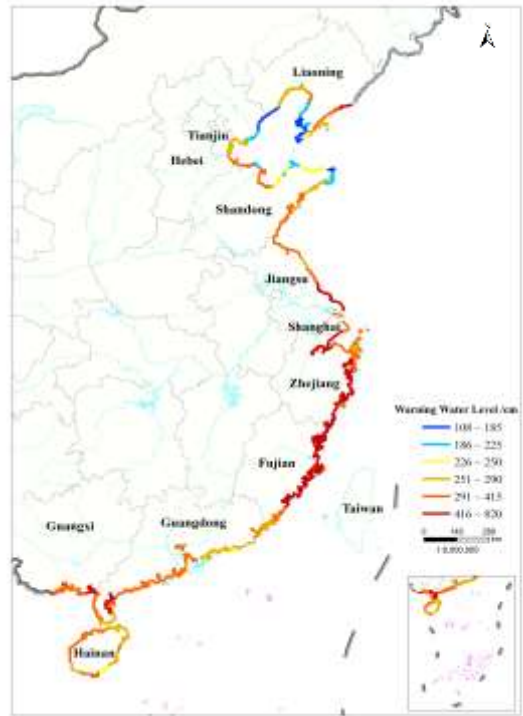 Liaoning
Tianjin
Hebei
Shandong
Jiangsu
Shanghai
Zhejiang
Warning Water Level /cm
108 – 185
186 – 225
226 – 250
251 – 290
291 – 415
416 – 820
Fujian
Taiwan
Guangxi
Guangdong
Hainan